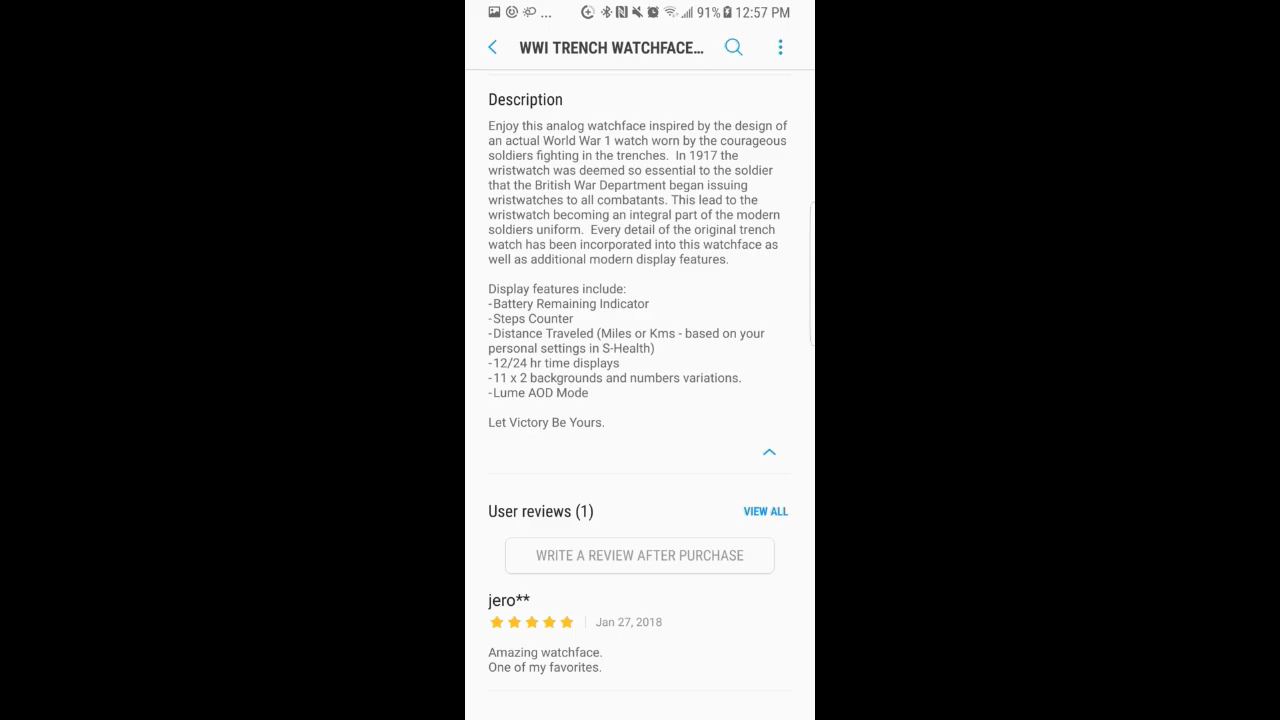 ... 91% 12:57 PM
WWI TRENCH WATCHFACE...
Description
Enjoy this analog watchface inspired by the design of
an actual World War 1 watch worn by the courageous
soldiers fighting in the trenches.  In 1917 the
wristwatch was deemed so essential to the soldier
that the British War Department began issuing
wristwatches to all combatants. This lead to the
wristwatch becoming an integral part of the modern
soldiers uniform.  Every detail of the original trench
watch has been incorporated into this watchface as
well as additional modern display features.
Display features include:
-Battery Remaining Indicator
-Steps Counter
-Distance Traveled (Miles or Kms - based on your
personal settings in S-Health)
-12/24 hr time displays
-11 x 2 backgrounds and numbers variations.
-Lume AOD Mode
Let Victory Be Yours.
User reviews (1) VIEW ALL
WRITE A REVIEW AFTER PURCHASE
jero**
Jan 27, 2018
Amazing watchface.
One of my favorites.